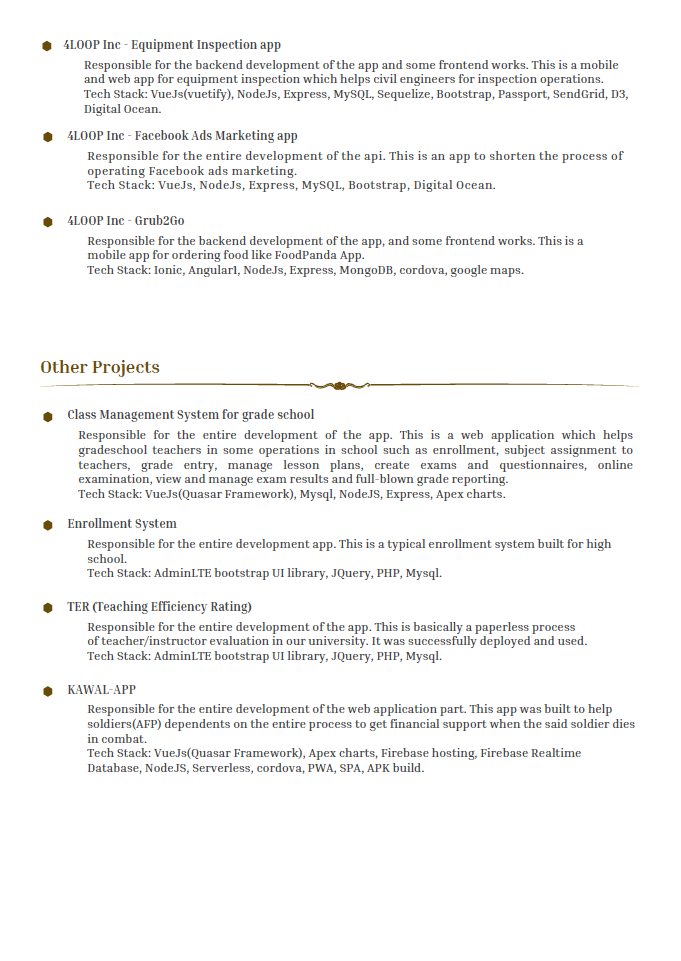 4LOOP Inc - Equipment Inspection app
Responsible for the backend development of the app and some frontend works. This is a mobile
and web app for equipment inspection which helps civil engineers for inspection operations.
Tech Stack: VueJs(vuetify), NodeJs, Express, MySQL, Sequelize, Bootstrap, Passport, SendGrid, D3,
Digital Ocean.
4LOOP Inc - Facebook Ads Marketing app
Responsible for the entire development of the api. This is an app to shorten the process of
operating Facebook ads marketing.
Tech Stack: VueJs, NodeJs, Express, MySQL, Bootstrap, Digital Ocean.
4LOOP Inc - Grub2Go
Responsible for the backend development of the app, and some frontend works. This is a
mobile app for ordering food like FoodPanda App.
Tech Stack: Ionic, Angular1, NodeJs, Express, MongoDB, cordova, google maps.
Other Projects
Class Management System for grade school
Responsible for the entire development of the app. This is a web application which helps
gradeschool teachers in some operations in school such as enrollment, subject assignment to
teachers, grade entry, manage lesson plans, create exams and questionnaires, online
examination, view and manage exam results and full-blown grade reporting.
Tech Stack: VueJs(Quasar Framework), Mysql, NodeJS, Express, Apex charts.
Enrollment System
Responsible for the entire development app. This is a typical enrollment system built for high
school.
Tech Stack: AdminLTE bootstrap UI library, JQuery, PHP, Mysql.
TER (Teaching Efficiency Rating)
Responsible for the entire development of the app. This is basically a paperless process
of teacher/instructor evaluation in our university. It was successfully deployed and used.
Tech Stack: AdminLTE bootstrap UI library, JQuery, PHP, Mysql.
KAWAL-APP
Responsible for the entire development of the web application part. This app was built to help
soldiers(AFP) dependents on the entire process to get financial support when the said soldier dies
in combat.
Tech Stack: VueJs(Quasar Framework), Apex charts, Firebase hosting, Firebase Realtime
Database, NodeJS, Serverless, cordova, PWA, SPA, APK build.